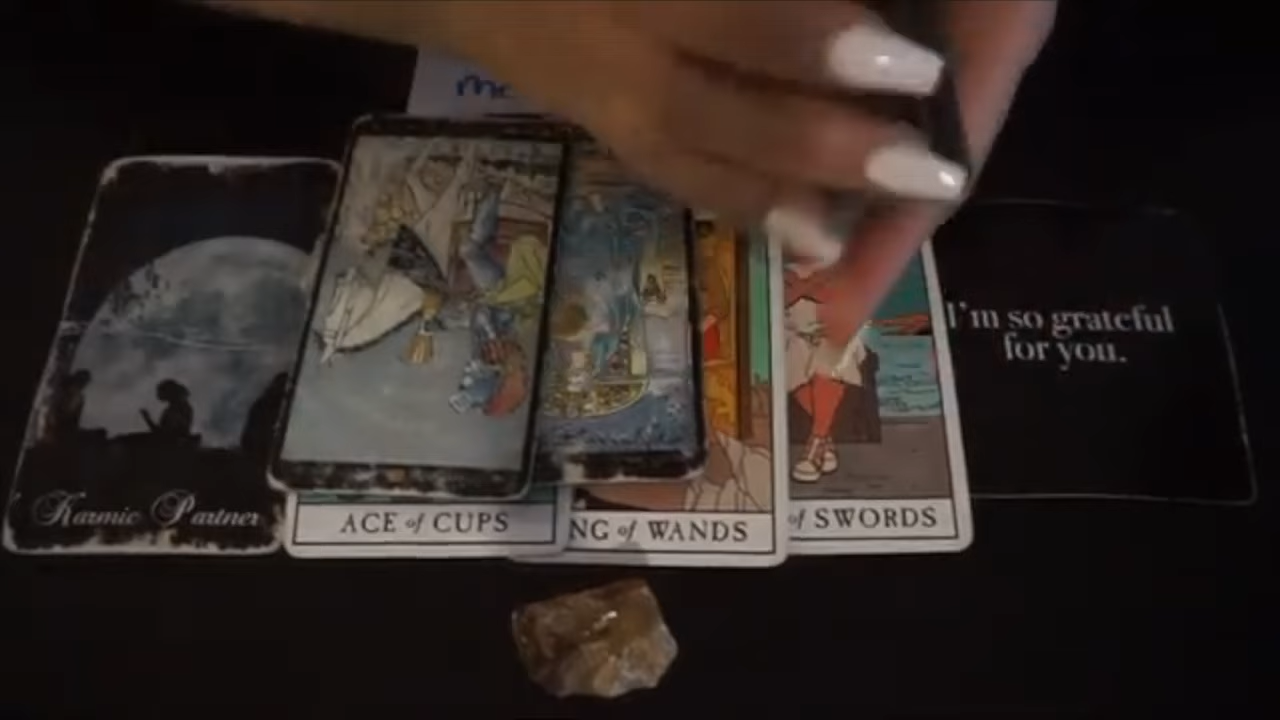 Karmic Partner
ACE of CUPS
NG of WANDS
of SWORDS
I'm so grateful
for you.